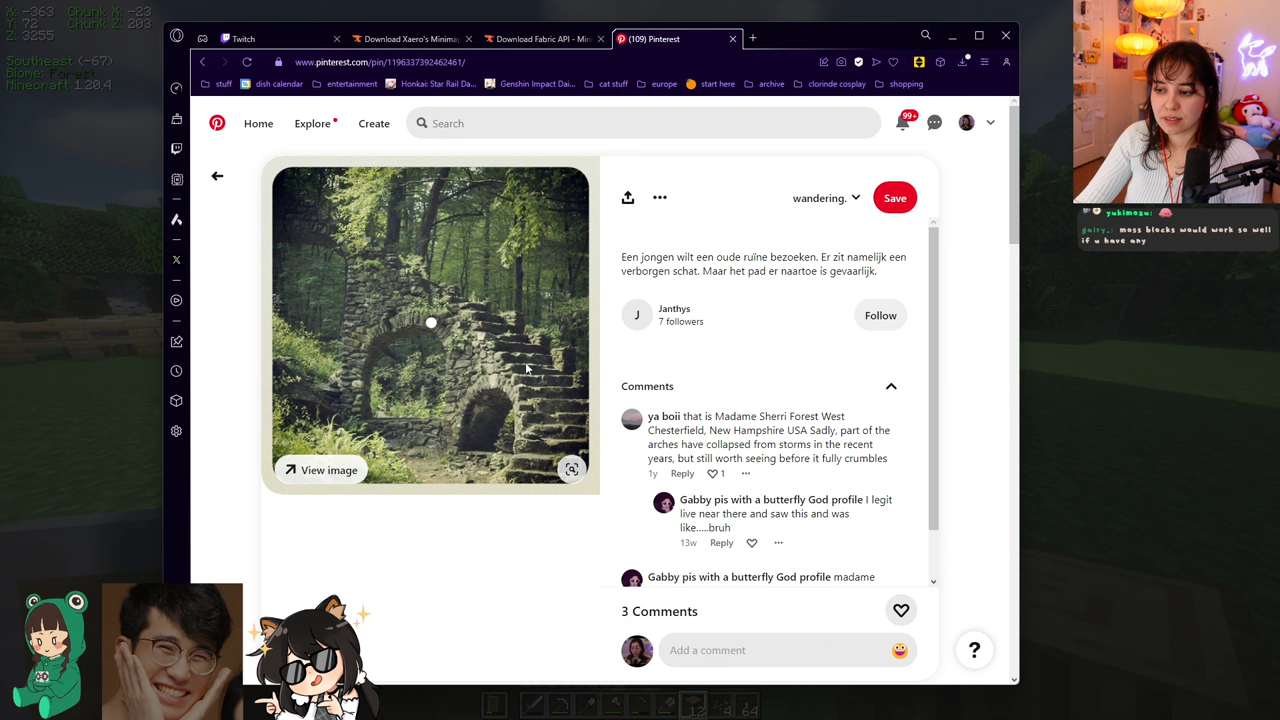 X: -363 Chunk X: -23
Y: 72 Chunk Z: 203
Z: 3255
Southeast (-67)
Biome: Forest
Minecraft 1.20.4
Twitch
Download Xaero's Minima
Download Fabric API - Min
(109) Pinterest
www.pinterest.com/pin/1196337392462461/
stuff
dish calendar
entertainment
Honkai: Star Rail Da...
Genshin Impact Dai...
cat stuff
europe
start here
archive
clorinde cosplay
shopping
Home
Explore
Create
Search
99+
wandering.
Save
Een jongen wilt een oude ruïne bezoeken. Er zit namelijk een
verborgen schat. Maar het pad er naartoe is gevaarlijk.
J
Janthys
7 followers
Follow
Comments
ya boii that is Madame Sherri Forest West
Chesterfield, New Hampshire USA Sadly, part of the
arches have collapsed from storms in the recent
years, but still worth seeing before it fully crumbles
1y Reply 1
Gabby pis with a butterfly God profile I legit
live near there and saw this and was
like.....bruh
13w Reply
Gabby pis with a butterfly God profile madame
3 Comments
Add a comment
?
View image
yukimozu:
gairy_: moss blocks would work so well
if u have any
12
4
64